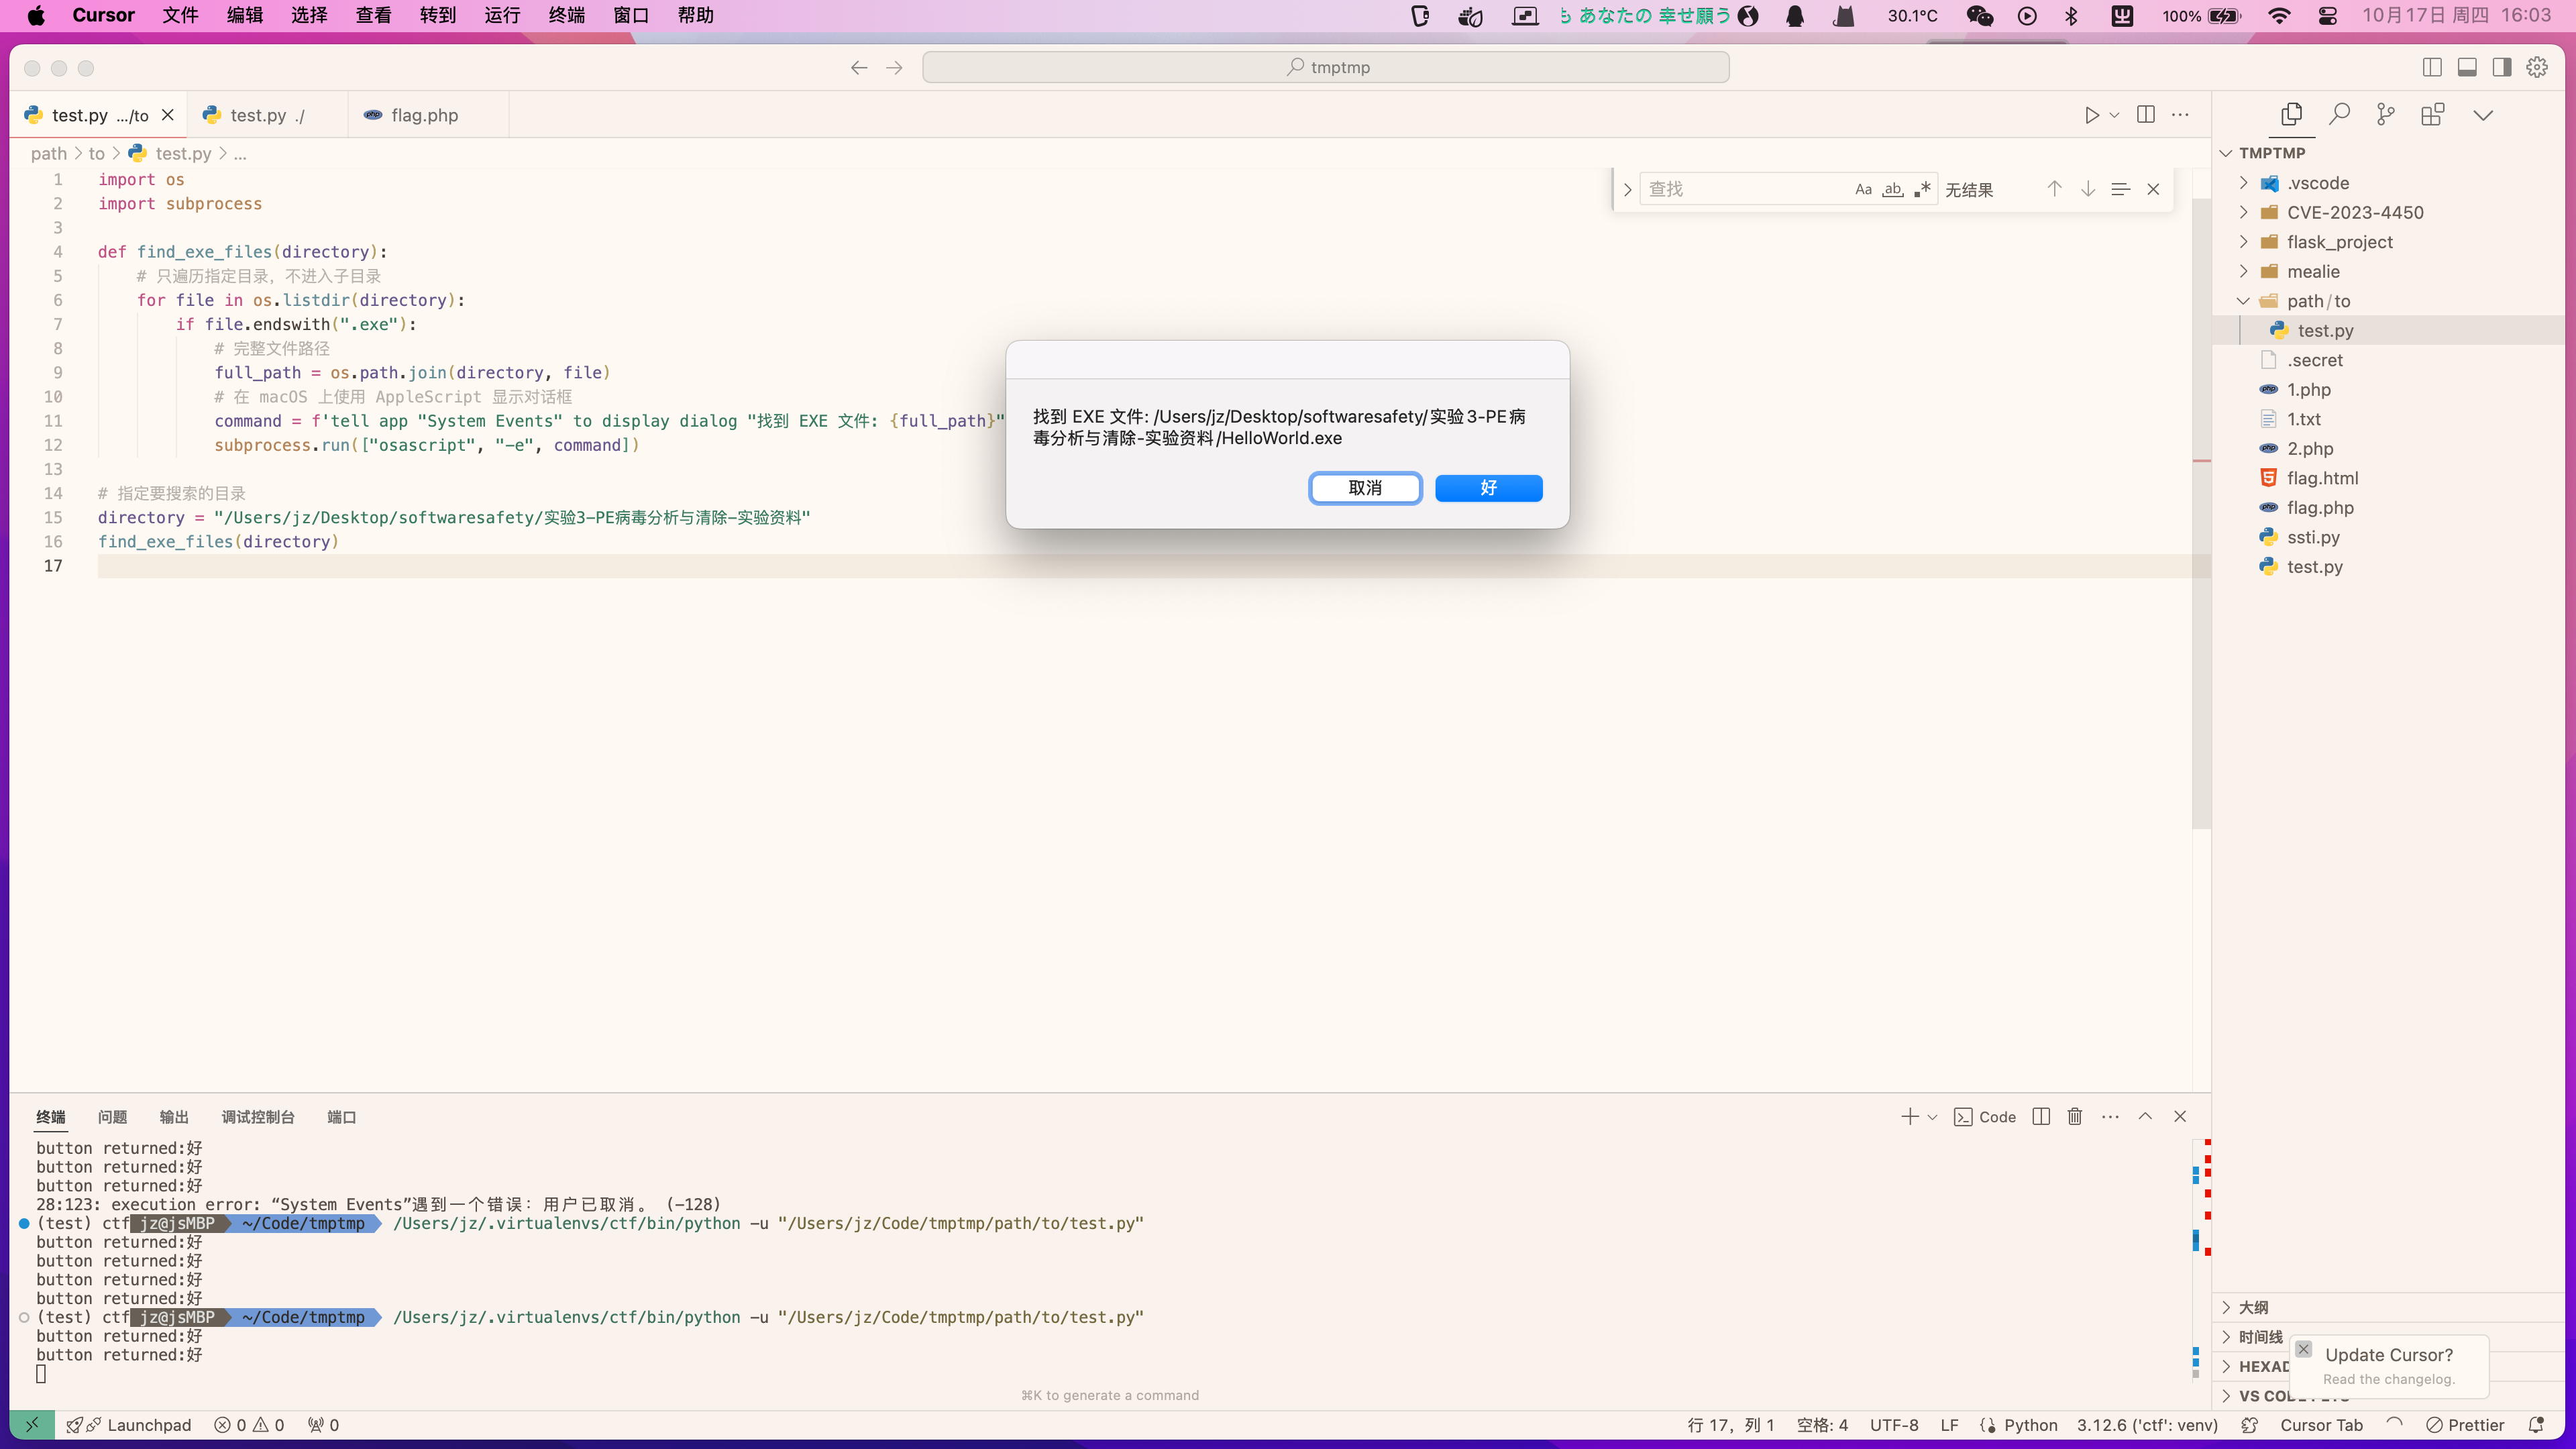 Cursor 文件 编辑 选择 查看 转到 运行 终端 窗口 帮助
も あなたの 幸せ願う 30.1°C 100% 10月17日 周四 16:03
tmptmp
test.py .../to test.py ./ flag.php
path > to > test.py > ...
查找 Aa ab .* 无结果
1 import os
2 import subprocess
3
4 def find_exe_files(directory):
5 # 只遍历指定目录，不进入子目录
6 for file in os.listdir(directory):
7 if file.endswith(".exe"):
8 # 完整文件路径
9 full_path = os.path.join(directory, file)
10 # 在 macOS 上使用 AppleScript 显示对话框
11 command = f'tell app "System Events" to display dialog "找到 EXE 文件: {full_path}"
12 subprocess.run(["osascript", "-e", command])
13
14 # 指定要搜索的目录
15 directory = "/Users/jz/Desktop/softwaresafety/实验3-PE病毒分析与清除-实验资料"
16 find_exe_files(directory)
17
找到 EXE 文件: /Users/jz/Desktop/softwaresafety/实验3-PE病
毒分析与清除-实验资料/HelloWorld.exe
取消 好
TMPTMP
.vscode
CVE-2023-4450
flask_project
mealie
path/to
test.py
.secret
1.php
1.txt
2.php
flag.html
flag.php
ssti.py
test.py
大纲
时间线
HEXAD
VS CODE PETS
Update Cursor?
Read the changelog.
终端 问题 输出 调试控制台 端口
Code
button returned:好
button returned:好
button returned:好
28:123: execution error: “System Events”遇到一个错误：用户已取消。 (-128)
(test) ctf jz@jsMBP ~/Code/tmptmp /Users/jz/.virtualenvs/ctf/bin/python -u "/Users/jz/Code/tmptmp/path/to/test.py"
button returned:好
button returned:好
button returned:好
button returned:好
(test) ctf jz@jsMBP ~/Code/tmptmp /Users/jz/.virtualenvs/ctf/bin/python -u "/Users/jz/Code/tmptmp/path/to/test.py"
button returned:好
button returned:好
⌘K to generate a command
Launchpad 0 0 0
行 17，列 1 空格: 4 UTF-8 LF Python 3.12.6 ('ctf': venv) Cursor Tab Prettier